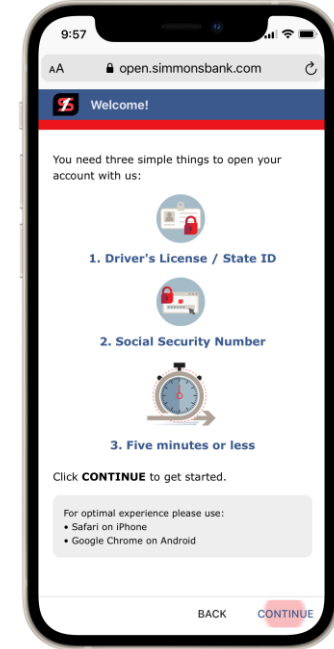 9:57
AA open.simmonsbank.com
Welcome!
You need three simple things to open your
account with us:
1. Driver's License / State ID
2. Social Security Number
3. Five minutes or less
Click CONTINUE to get started.
For optimal experience please use:
• Safari on iPhone
• Google Chrome on Android
BACK CONTINUE